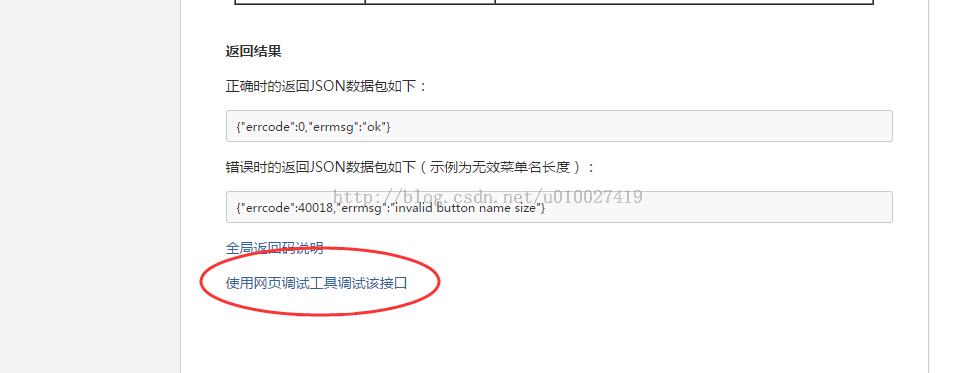 返回结果
正确时的返回JSON数据包如下：
{"errcode":0,"errmsg":"ok"}
错误时的返回JSON数据包如下（示例为无效菜单名长度）：
http://blog.csdn.net/u010027419
{"errcode":40018,"errmsg":"invalid button name size"}
全局返回码说明
使用网页调试工具调试该接口